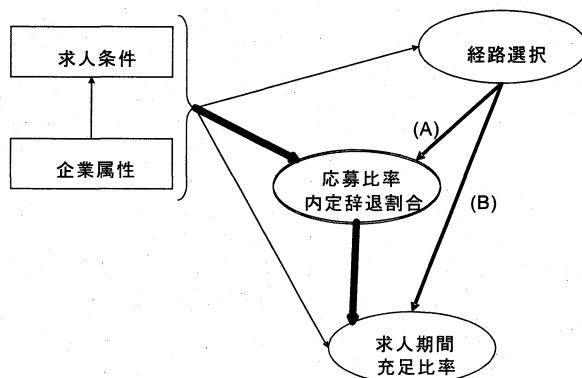 求人条件
経路選択
(A)
企業属性
応募比率
内定辞退割合
(B)
求人期間
充足比率